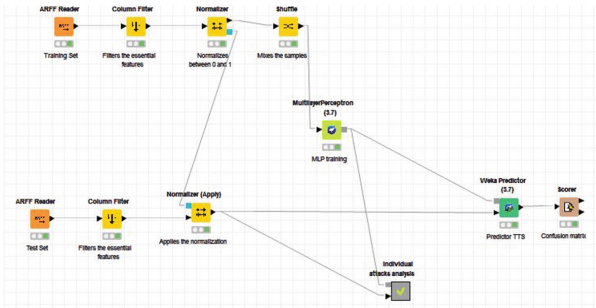 ARFF Reader
Training Set
Column Filter
Filters the essential
features
Normalizer
Normalizes
between 0 and 1
Shuffle
Mixes the samples
MultilayerPerceptron
(3.7)
MLP training
ARFF Reader
Test Set
Column Filter
Filters the essential
features
Normalizer (Apply)
Applies the normalization
Weka Predictor
(3.7)
Predictor TTS
Scorer
Confusion matrix
Individual
attacks analysis